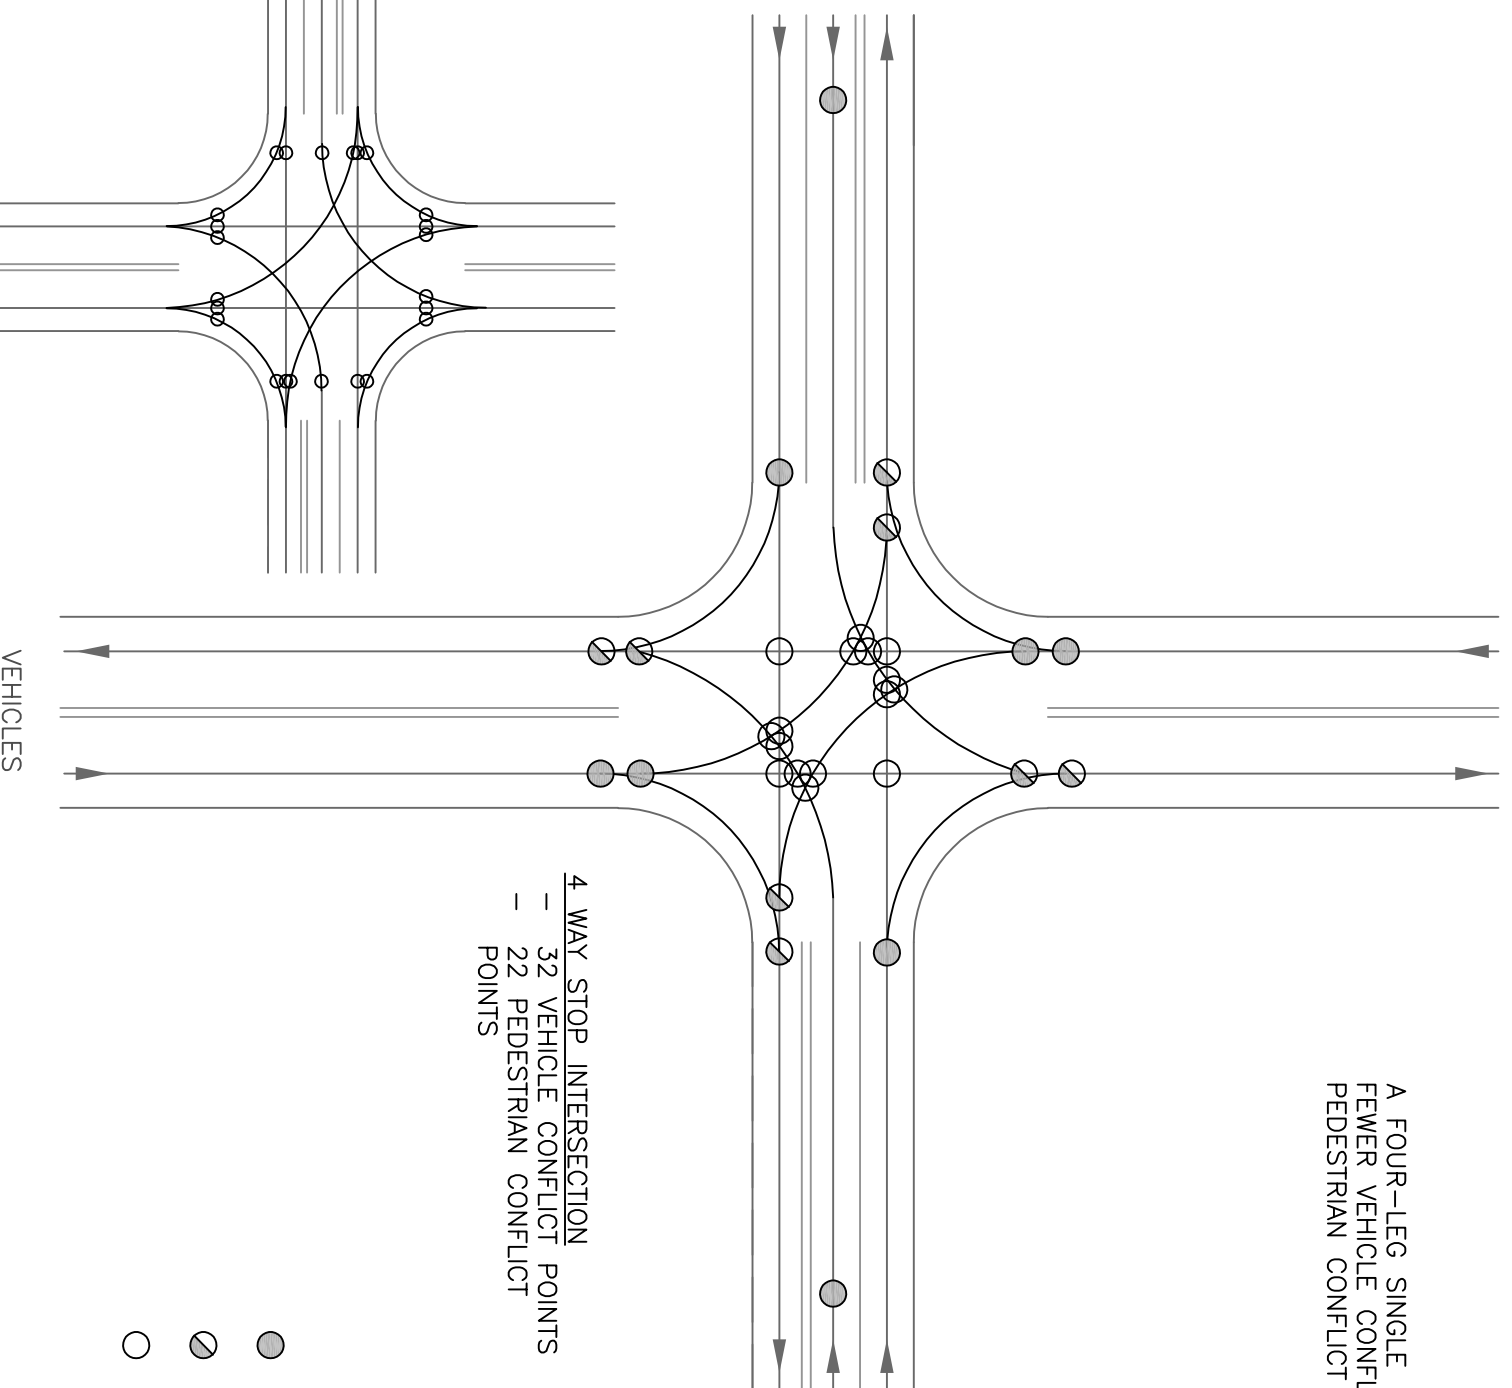 A FOUR-LEG SINGLE
FEWER VEHICLE CONFL
PEDESTRIAN CONFLICT
4 WAY STOP INTERSECTION
- 32 VEHICLE CONFLICT POINTS
- 22 PEDESTRIAN CONFLICT
POINTS
VEHICLES